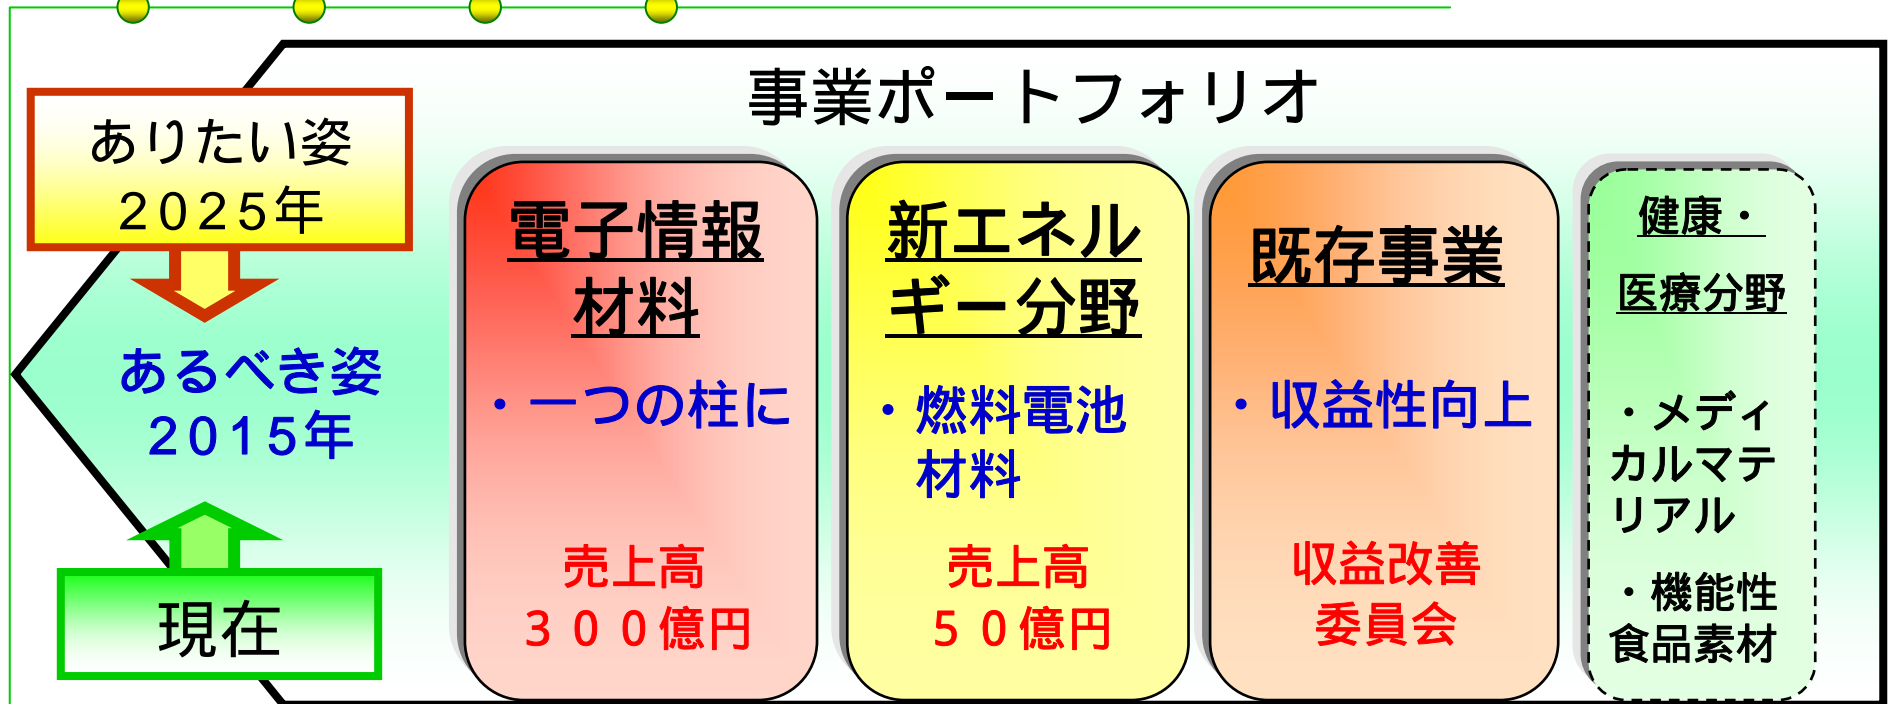 事業ポートフォリオ
ありたい姿
2025年
あるべき姿
2015年
現在
電子情報
材料
・一つの柱に
売上高
300億円
新エネル
ギー分野
・燃料電池
材料
売上高
50億円
既存事業
・収益性向上
収益改善
委員会
健康・
医療分野
・メディ
カルマテ
リアル
・機能性
食品素材